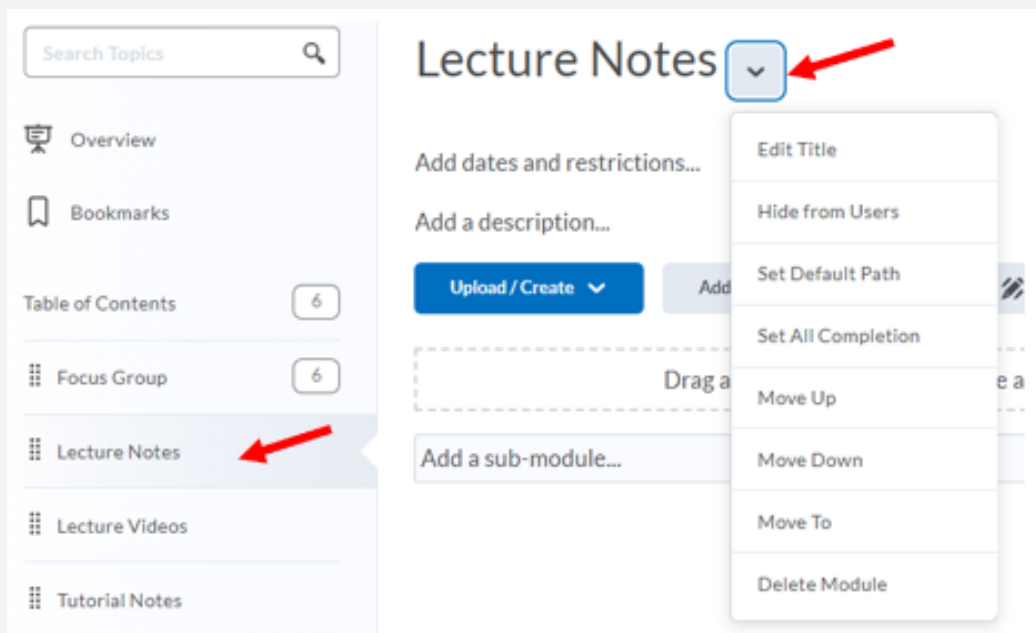 Search Topics
Overview
Bookmarks
Table of Contents
6
Focus Group
6
Lecture Notes
Lecture Videos
Tutorial Notes
Lecture Notes
Add dates and restrictions...
Add a description...
Upload / Create
Add
Drag a
e a
Add a sub-module...
Edit Title
Hide from Users
Set Default Path
Set All Completion
Move Up
Move Down
Move To
Delete Module